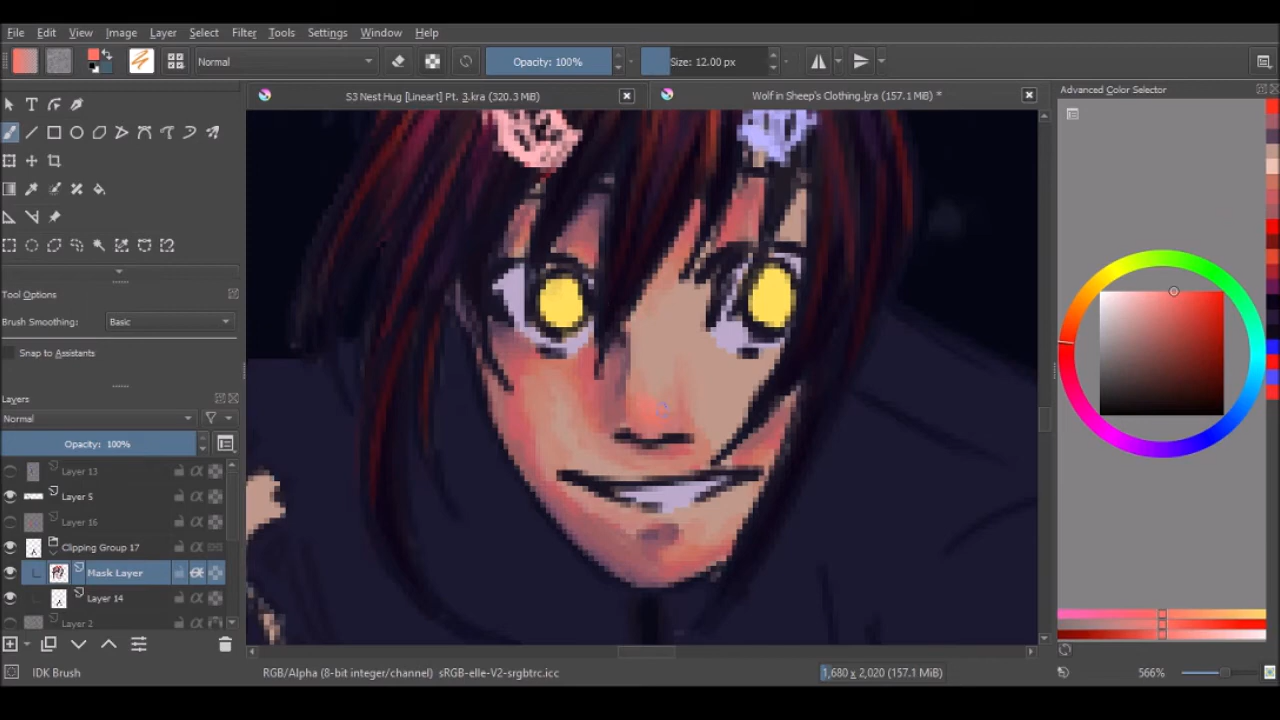 File Edit View Image Layer Select Filter Tools Settings Window Help
Normal Opacity: 100% Size: 12.00 px
S3 Nest Hug [Lineart] Pt. 3.kra (320.3 MiB)
Wolf in Sheep's Clothing.kra (157.1 MiB) *
Advanced Color Selector
Tool Options
Brush Smoothing: Basic
Snap to Assistants
Layers
Normal
Opacity: 100%
Layer 13
Layer 5
Layer 16
Clipping Group 17
Mask Layer
Layer 14
Layer 2
IDK Brush
RGB/Alpha (8-bit integer/channel) sRGB-elle-V2-srgbtrc.icc
1,680 x 2,020 (157.1 MiB)
566%